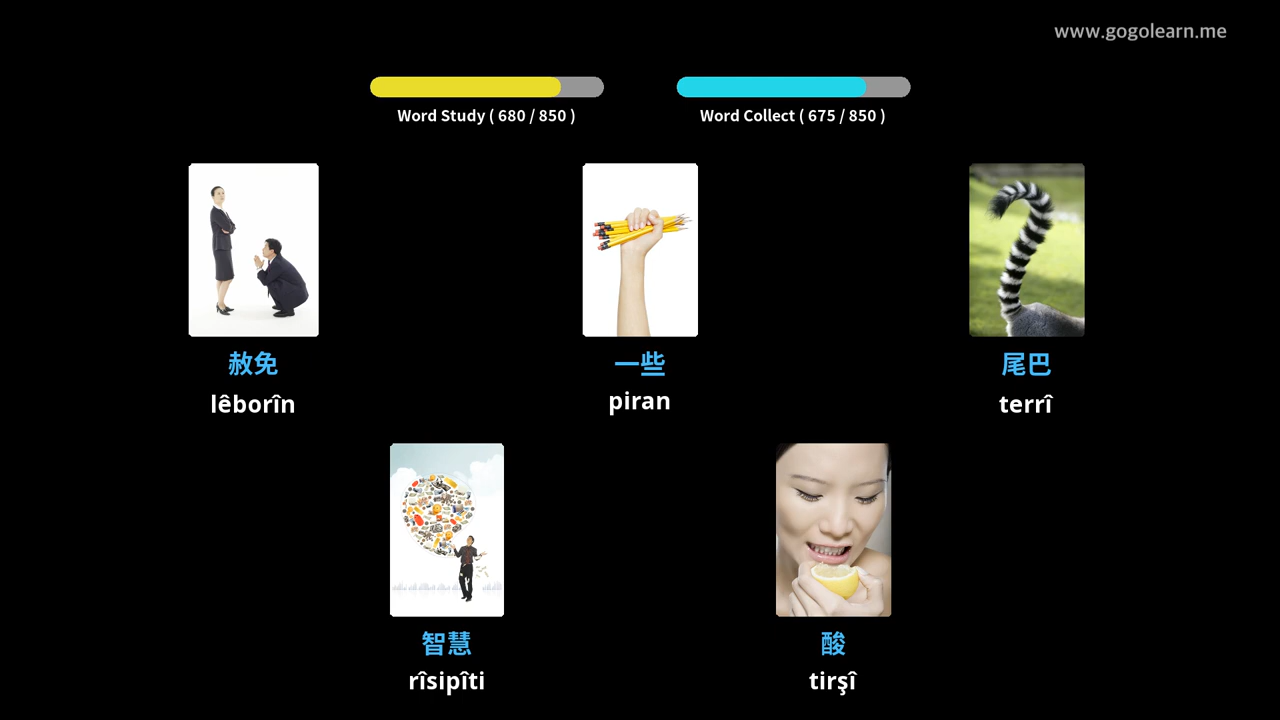 www.gogolearn.me
Word Study ( 680 / 850 )
Word Collect ( 675 / 850 )
赦免
lêborîn
一些
piran
尾巴
terrî
智慧
rîsipîti
酸
tirşî